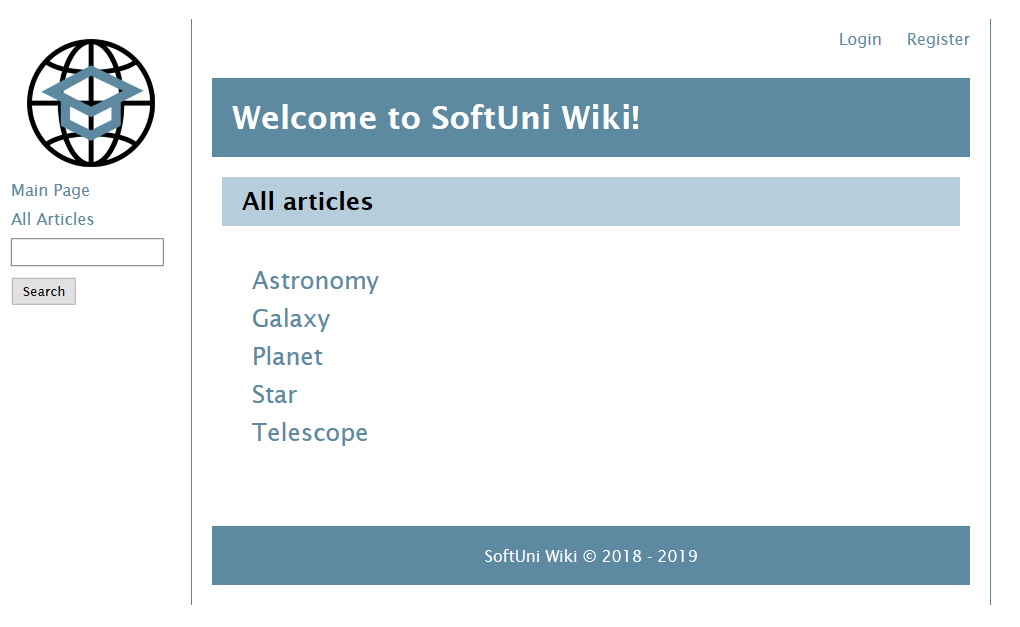 Login Register
Welcome to SoftUni Wiki!
Main Page
All Articles
Search
All articles
Astronomy
Galaxy
Planet
Star
Telescope
SoftUni Wiki © 2018 - 2019